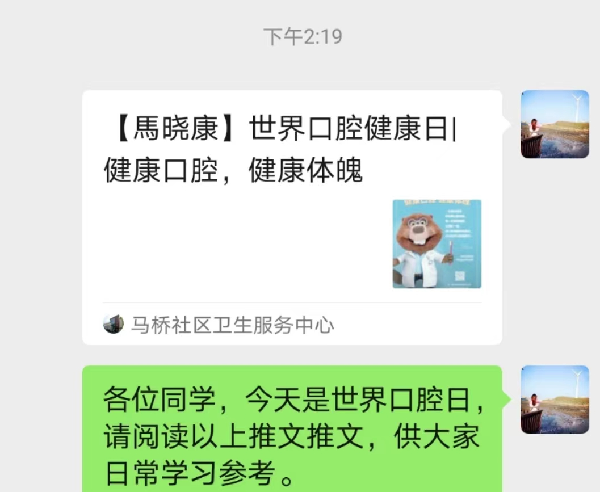 下午2:19
【馬晓康】世界口腔健康日|
健康口腔，健康体魄
马桥社区卫生服务中心
各位同学，今天是世界口腔日，
请阅读以上推文推文，供大家
日常学习参考。